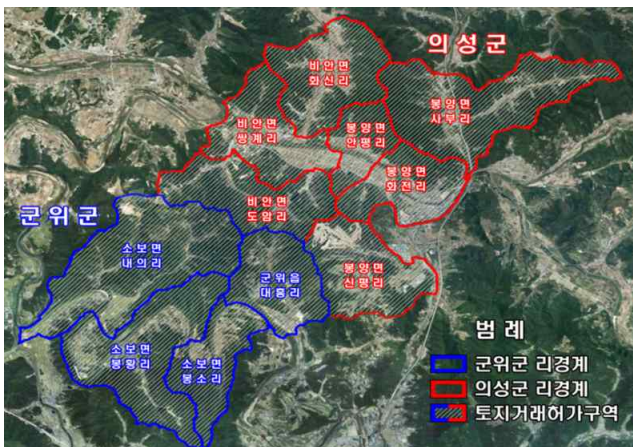 의성군
비안면
화신리
봉양면
사부리
비안면
쌍계리
봉양면
안평리
봉양면
화전리
군위군
비안면
도암리
소보면
내의리
군위읍
대흥리
봉양면
신평리
소보면
봉황리
소보면
봉소리
범 례
군위군 리경계
의성군 리경계
토지거래허가구역